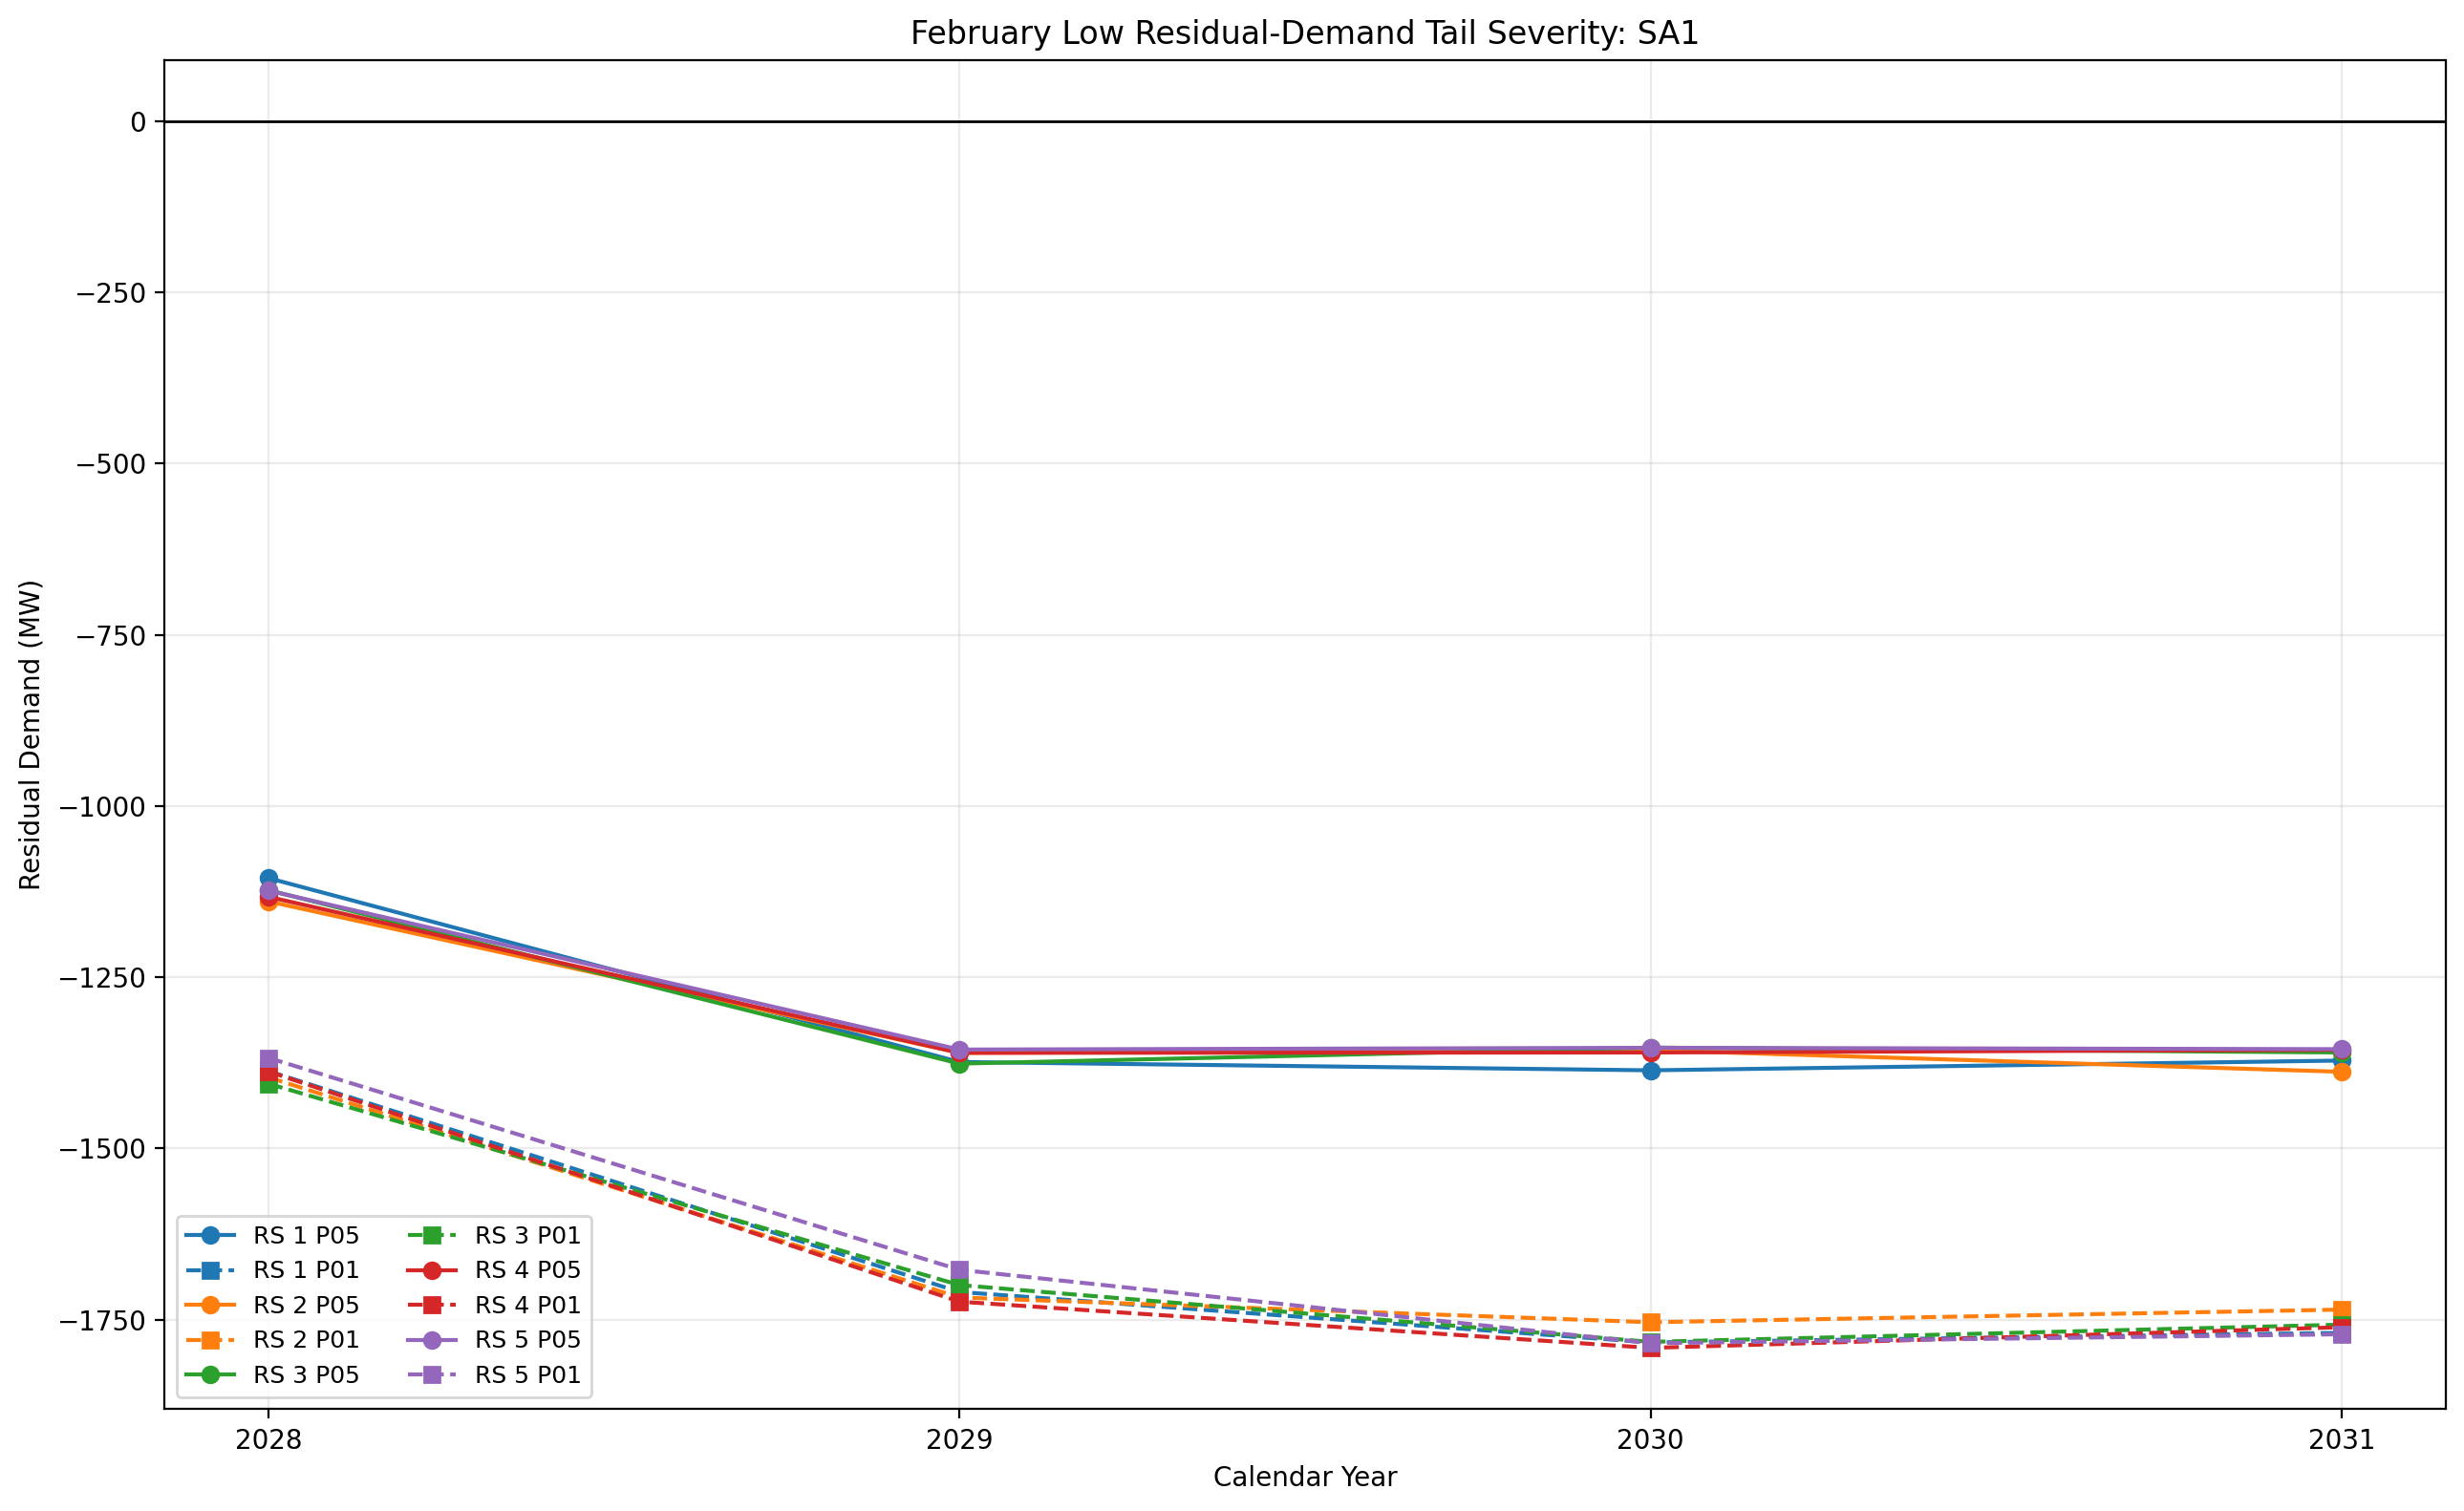 February Low Residual-Demand Tail Severity: SA1
Residual Demand (MW)
0
−250
−500
−750
−1000
−1250
−1500
−1750
RS 1 P05
RS 1 P01
RS 2 P05
RS 2 P01
RS 3 P05
RS 3 P01
RS 4 P05
RS 4 P01
RS 5 P05
RS 5 P01
2028
2029
2030
2031
Calendar Year